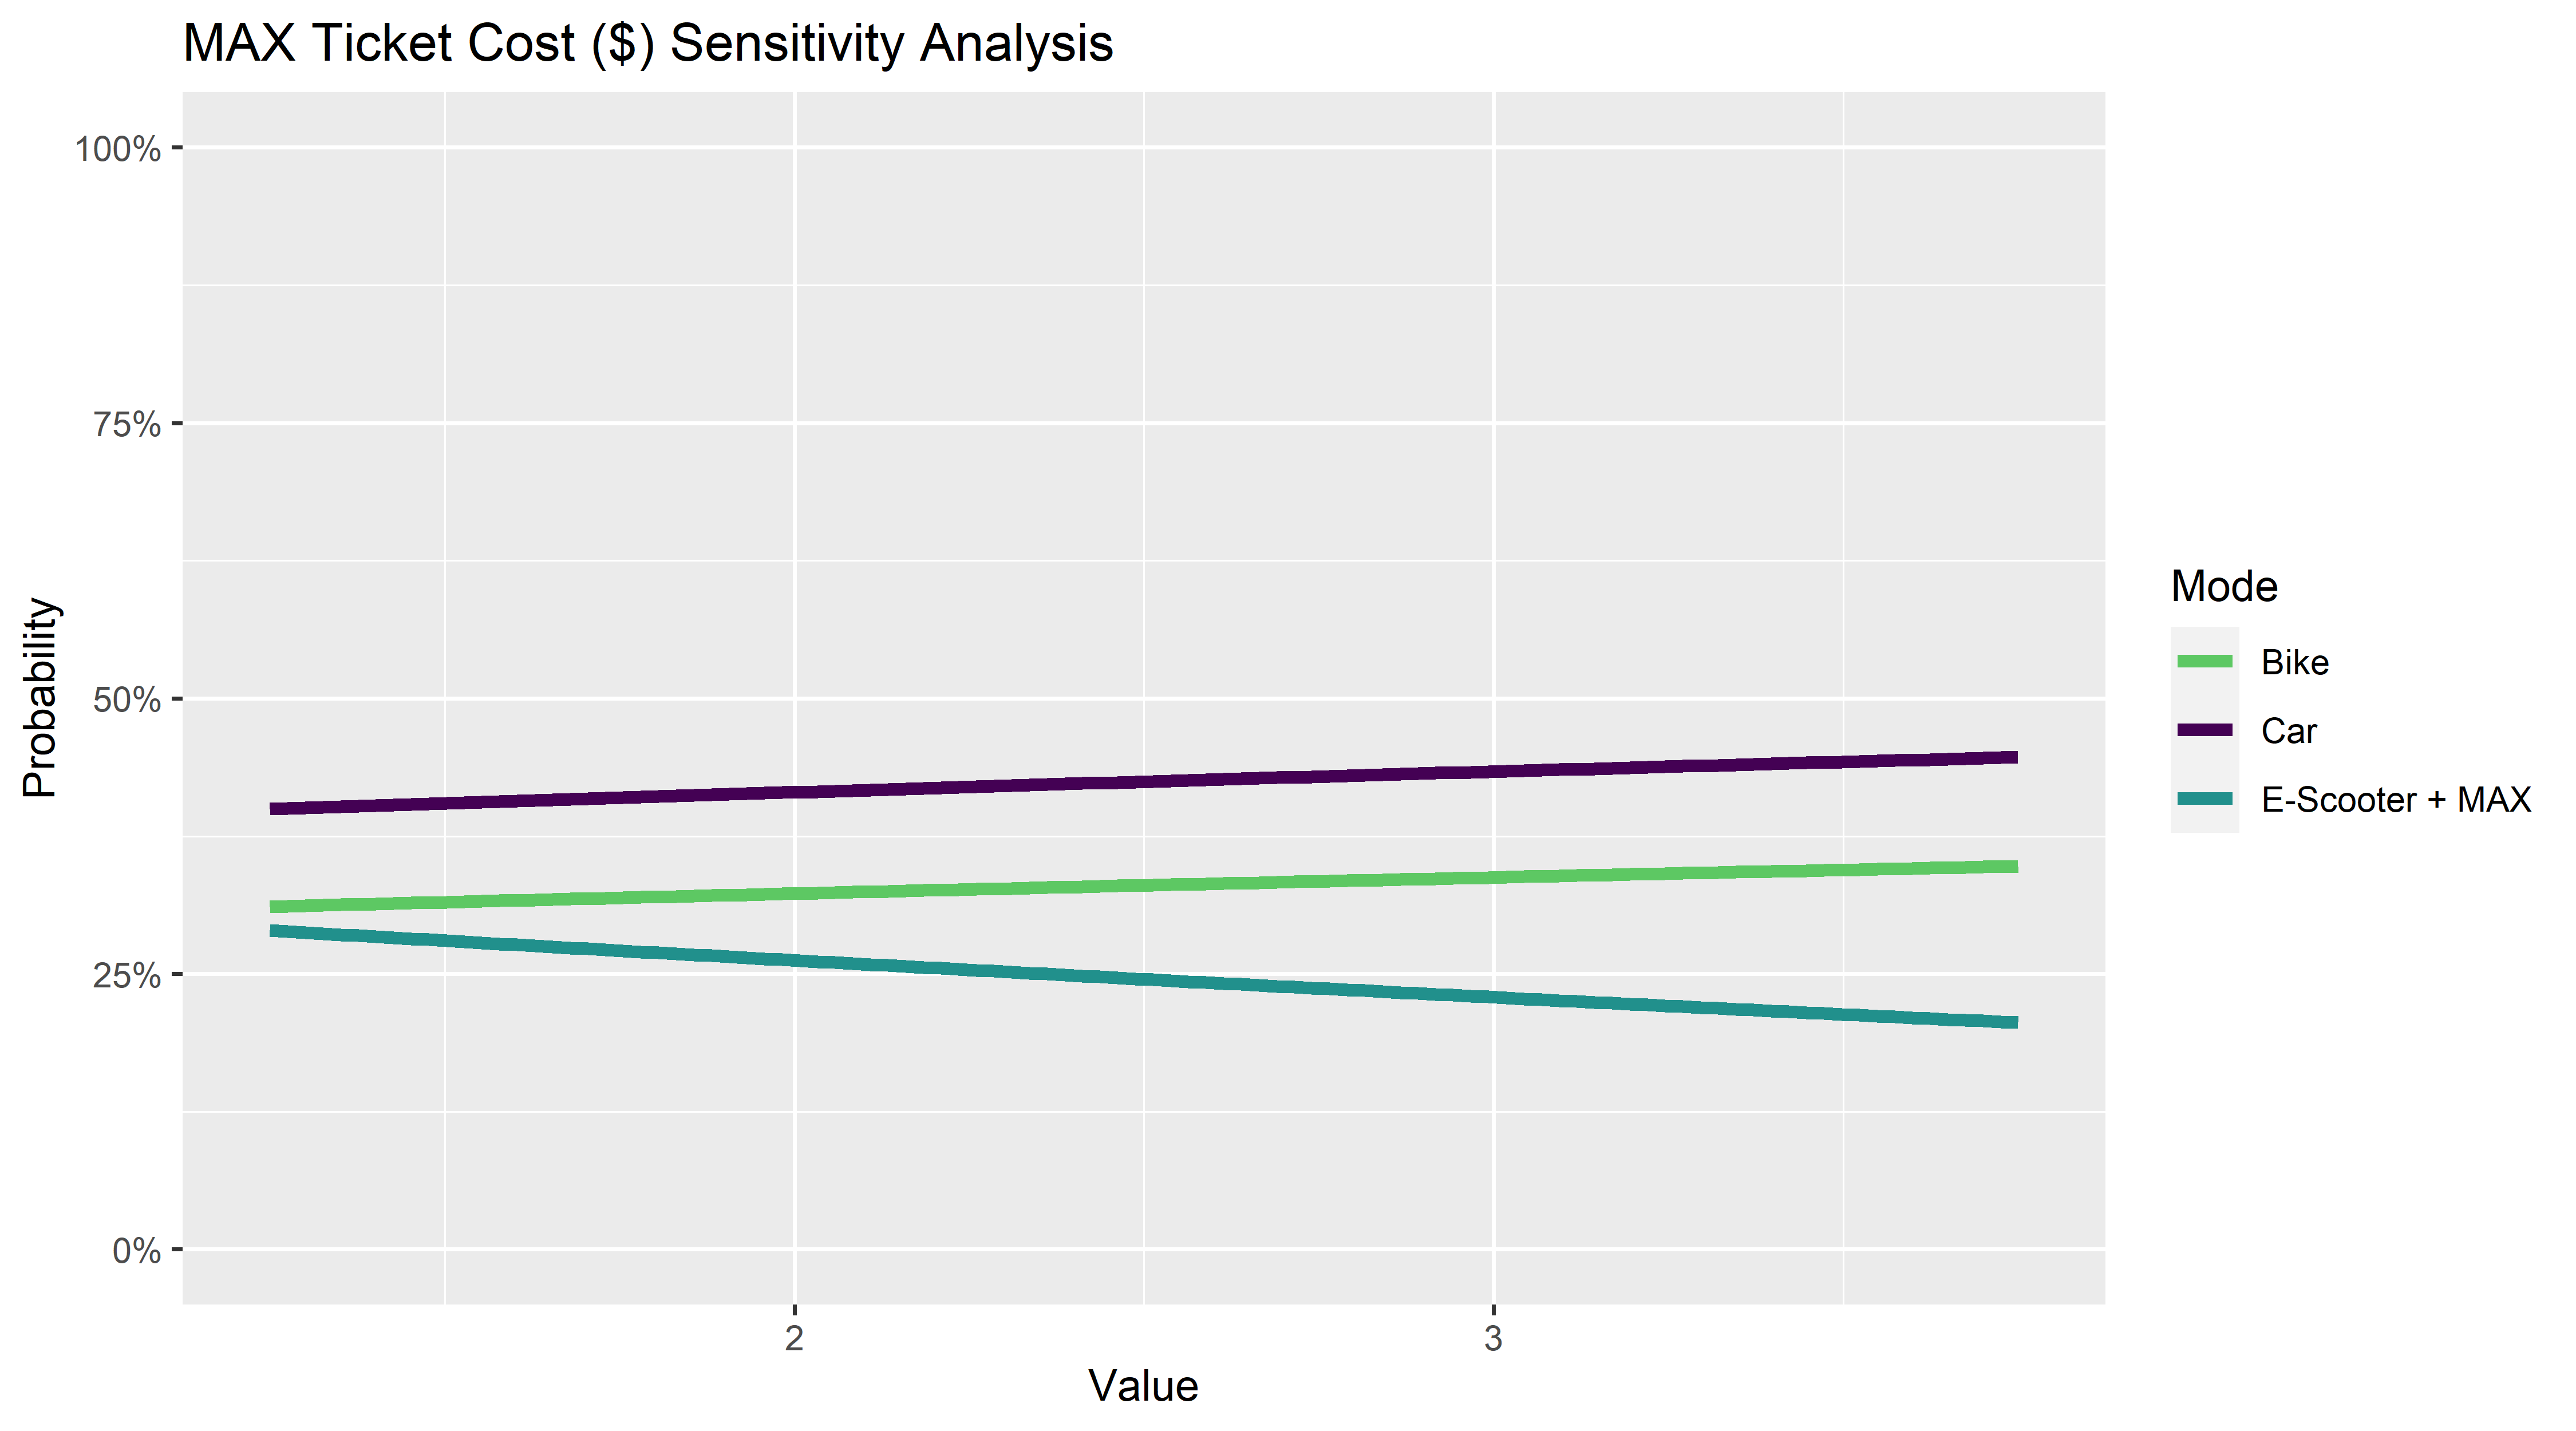 MAX Ticket Cost ($) Sensitivity Analysis
100%
75%
50%
25%
0%
Probability
2
3
Value
Mode
Bike
Car
E-Scooter + MAX